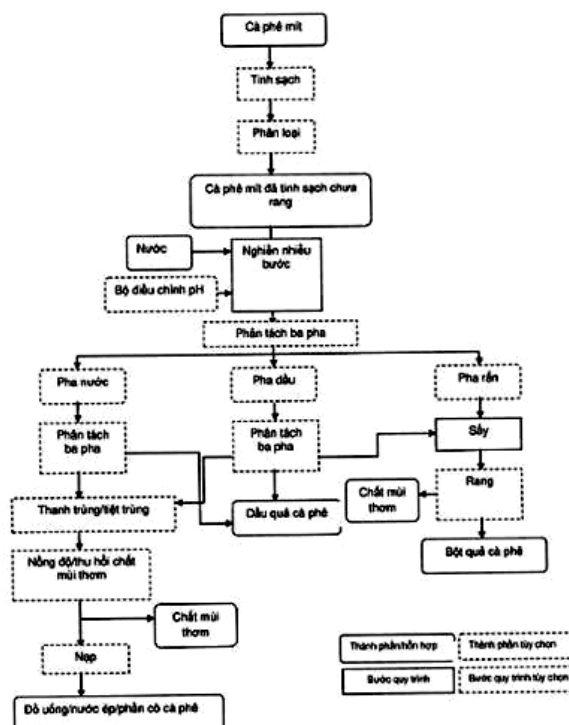 Cà phê mít
Tinh sạch
Phân loại
Cà phê mít đã tinh sạch chưa
rang
Nước
Nghiền nhiều
bước
Bộ điều chỉnh pH
Phân tách ba pha
Pha nước
Pha dầu
Pha rắn
Phân tách
ba pha
Phân tách
ba pha
Sấy
Thanh trùng/tiệt trùng
Dầu quả cà phê
Chất mùi
thơm
Rang
Bột quả cà phê
Nồng độ/thu hồi chất
mùi thơm
Chất mùi
thơm
Nạp
Đồ uống/nước ép/phần cô cà phê
Thành phần/hỗn hợp
Thành phần tùy chọn
Bước quy trình
Bước quy trình tùy chọn